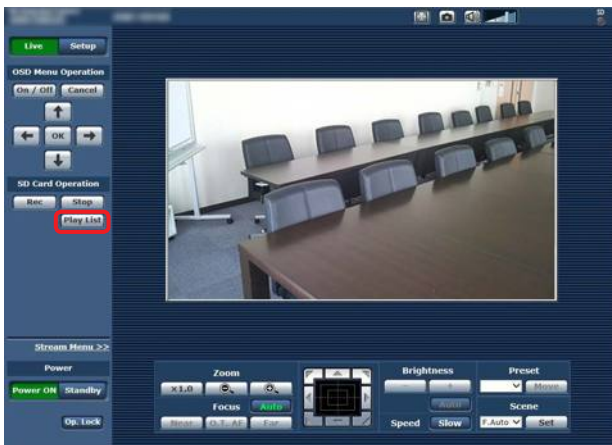 SD
Live Setup
OSD Menu Operation
On / Off Cancel
OK
SD Card Operation
Rec Stop
Play List
Stream Menu >>
Power
Power ON Standby
Op. Lock
Zoom
×1.0
Focus Auto
Near O.T. AF Far
Brightness
- +
Auto
Speed Slow
Preset
Move
Scene
F.Auto Set